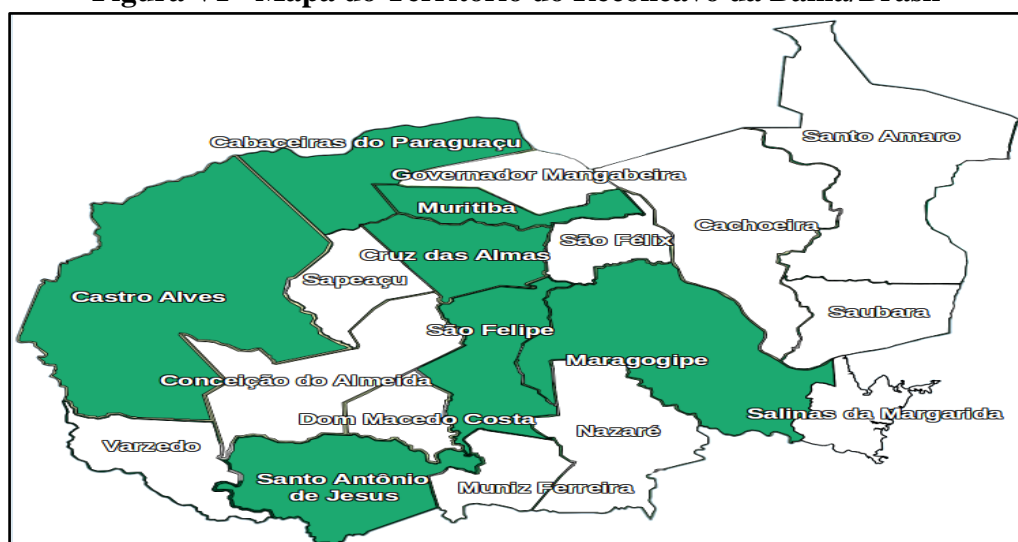 Santo Amaro
Cabaceiras do Paraguaçu
Governador Mangabeira
Muritiba
Cachoeira
São Félix
Cruz das Almas
Sapeaçu
Castro Alves
Saubara
São Felipe
Maragogipe
Conceição do Almeida
Salinas da Margarida
Dom Macedo Costa
Nazaré
Varzedo
Santo Antônio
de Jesus
Muniz Ferreira